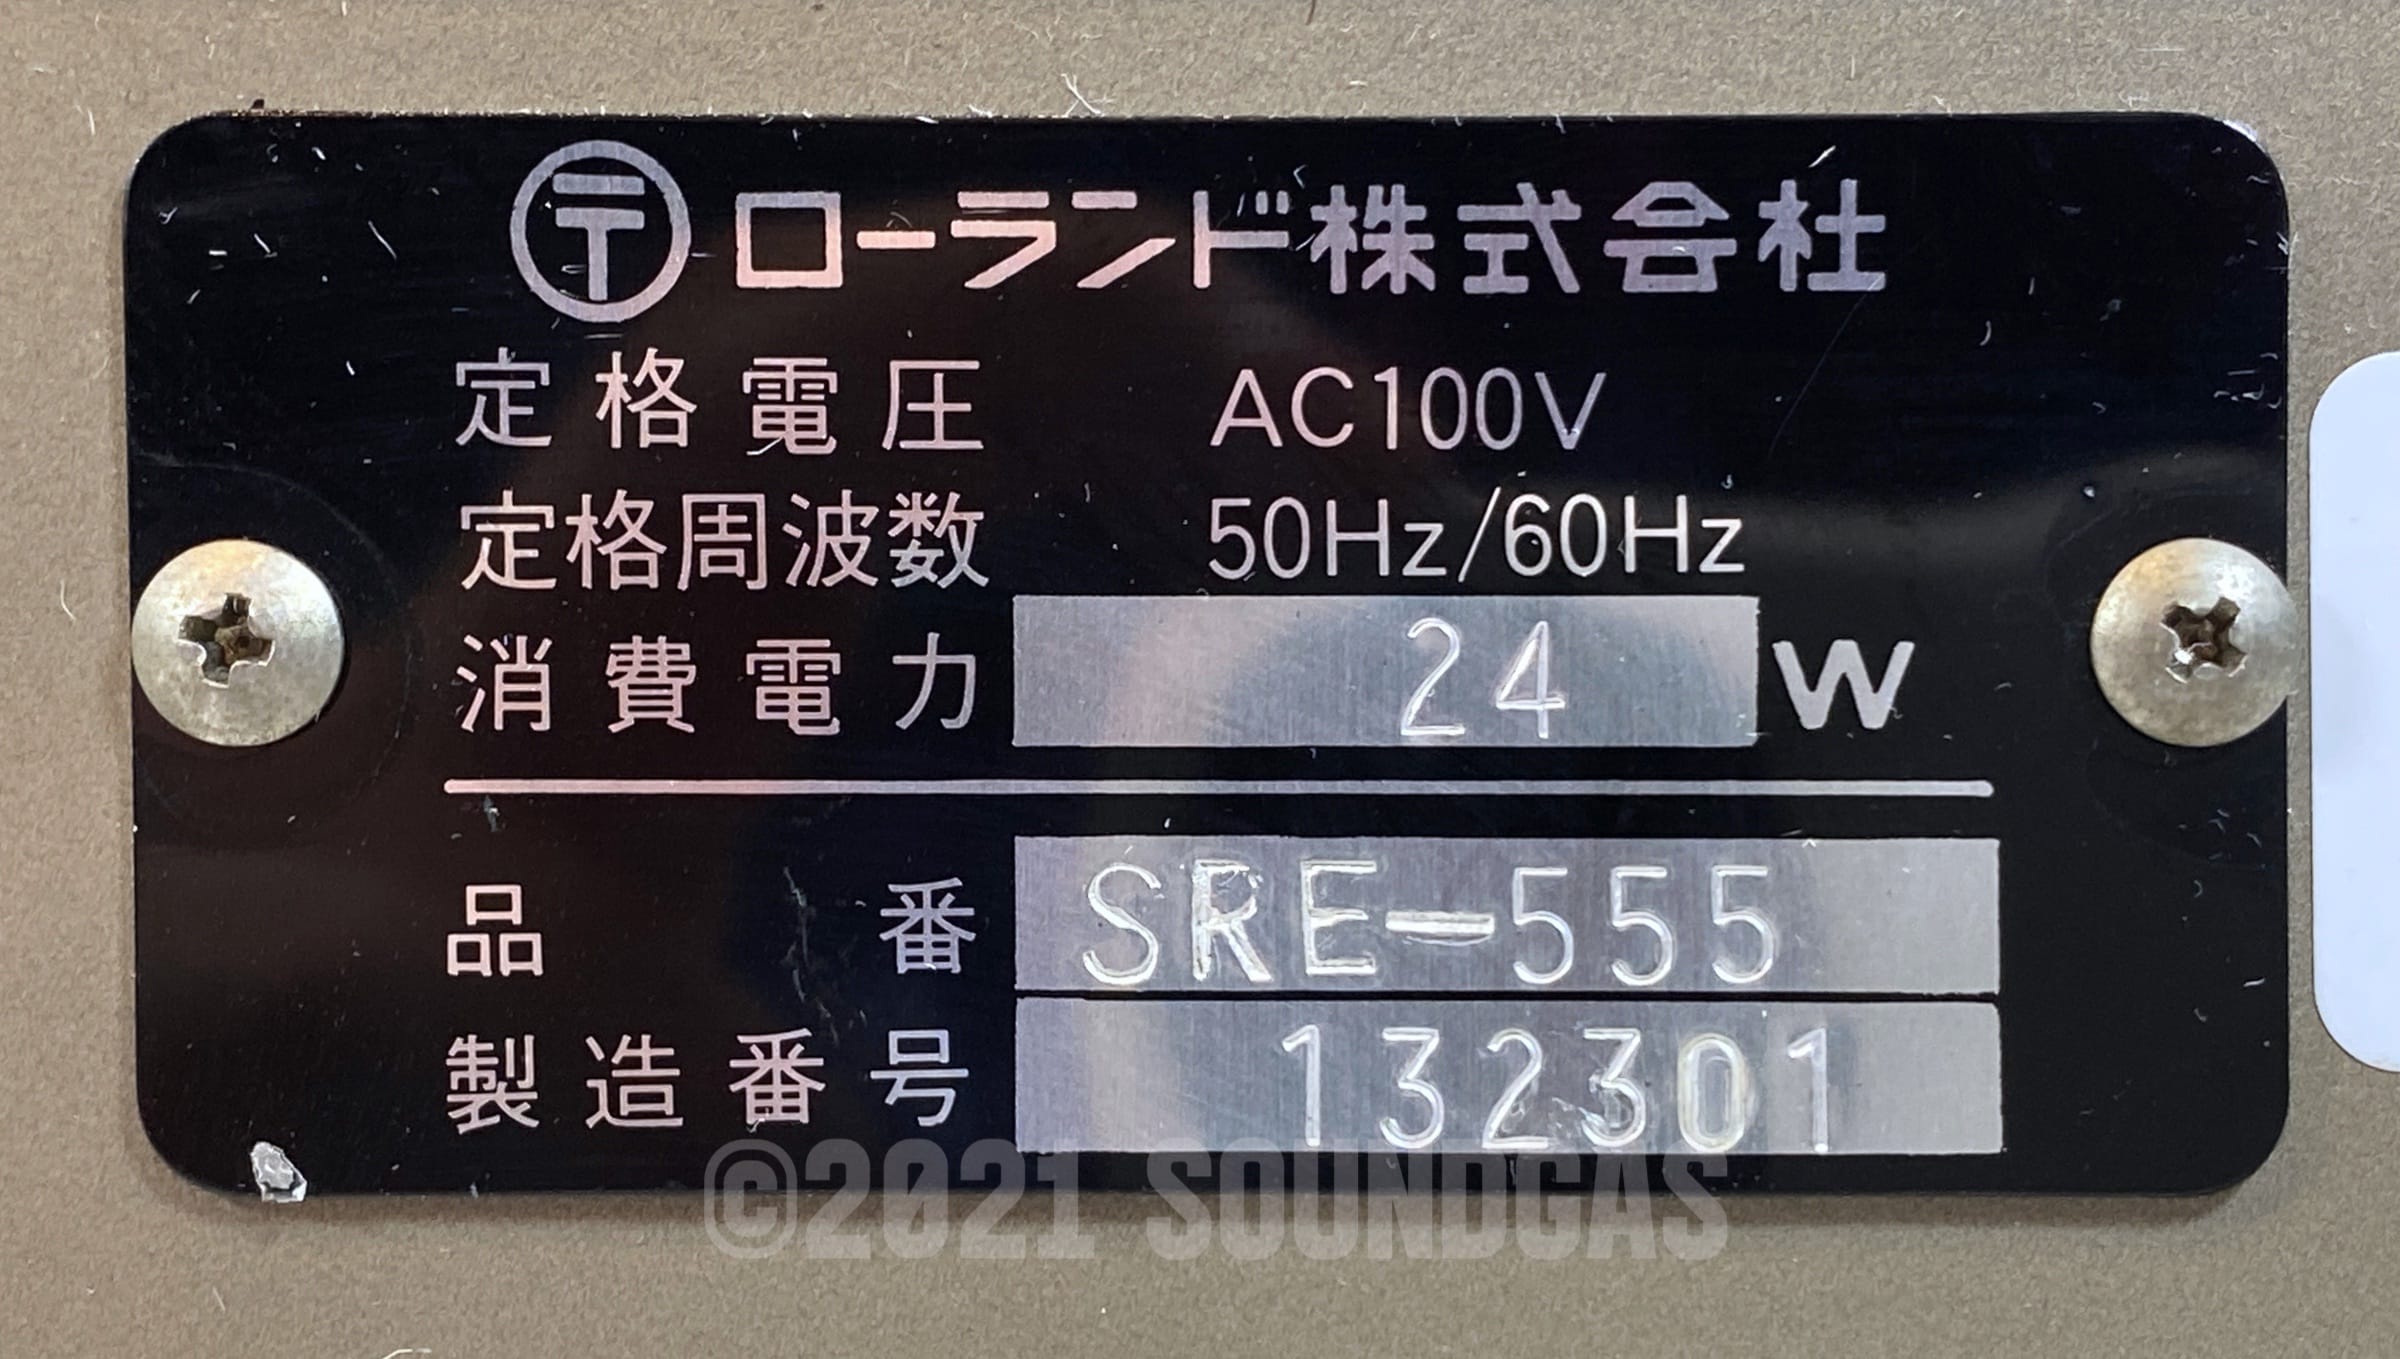 〒ローランド株式会社
定格電圧 AC100V
定格周波数 50Hz/60Hz
消費電力 24 W
品番 SRE-555
製造番号 132301
©2021 SOUNDGAS